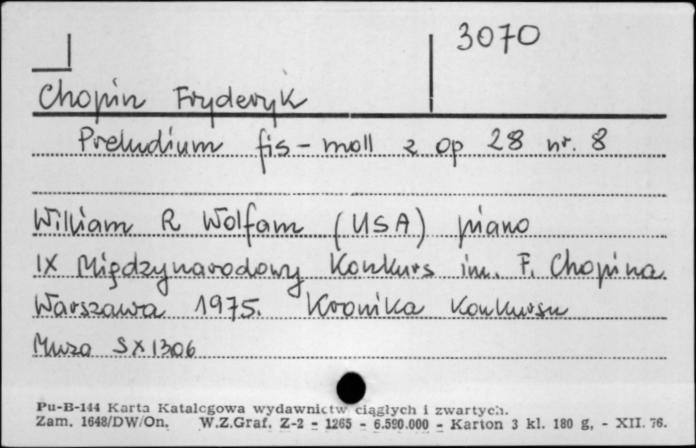 3070
Chopin Fryderyk
Preludium fis-moll z op 28 nr. 8
William R Wolfam (USA) piano
IX Międzynarodowy Konkurs im. F. Chopina
Warszawa 1975. Kronika Konkursu
Muza SX1306
Pu-B-144 Karta Katalogowa wydawnictw ciągłych i zwartych.
Zam. 1648/DW/On. W.Z.Graf. Z-2 - 1265 - 6.590.000 - Karton 3 kl. 180 g, - XII. 76.